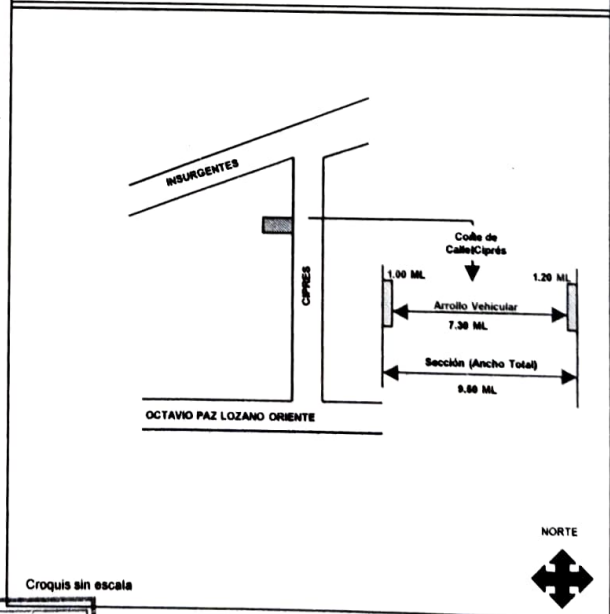 INSURGENTES
Corte de
Calle Ciprés
CIPRES
1.00 ML
1.20 ML
Arrollo Vehicular
7.30 ML
Sección (Ancho Total)
9.50 ML
OCTAVIO PAZ LOZANO ORIENTE
NORTE
Croquis sin escala